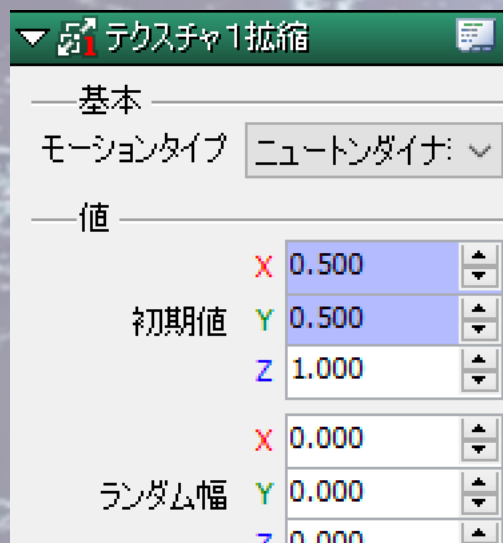 テクスチャ1拡縮
基本
モーションタイプ ニュートンダイナ
値
X 0.500
初期値 Y 0.500
Z 1.000
X 0.000
ランダム幅 Y 0.000
Z 0.000